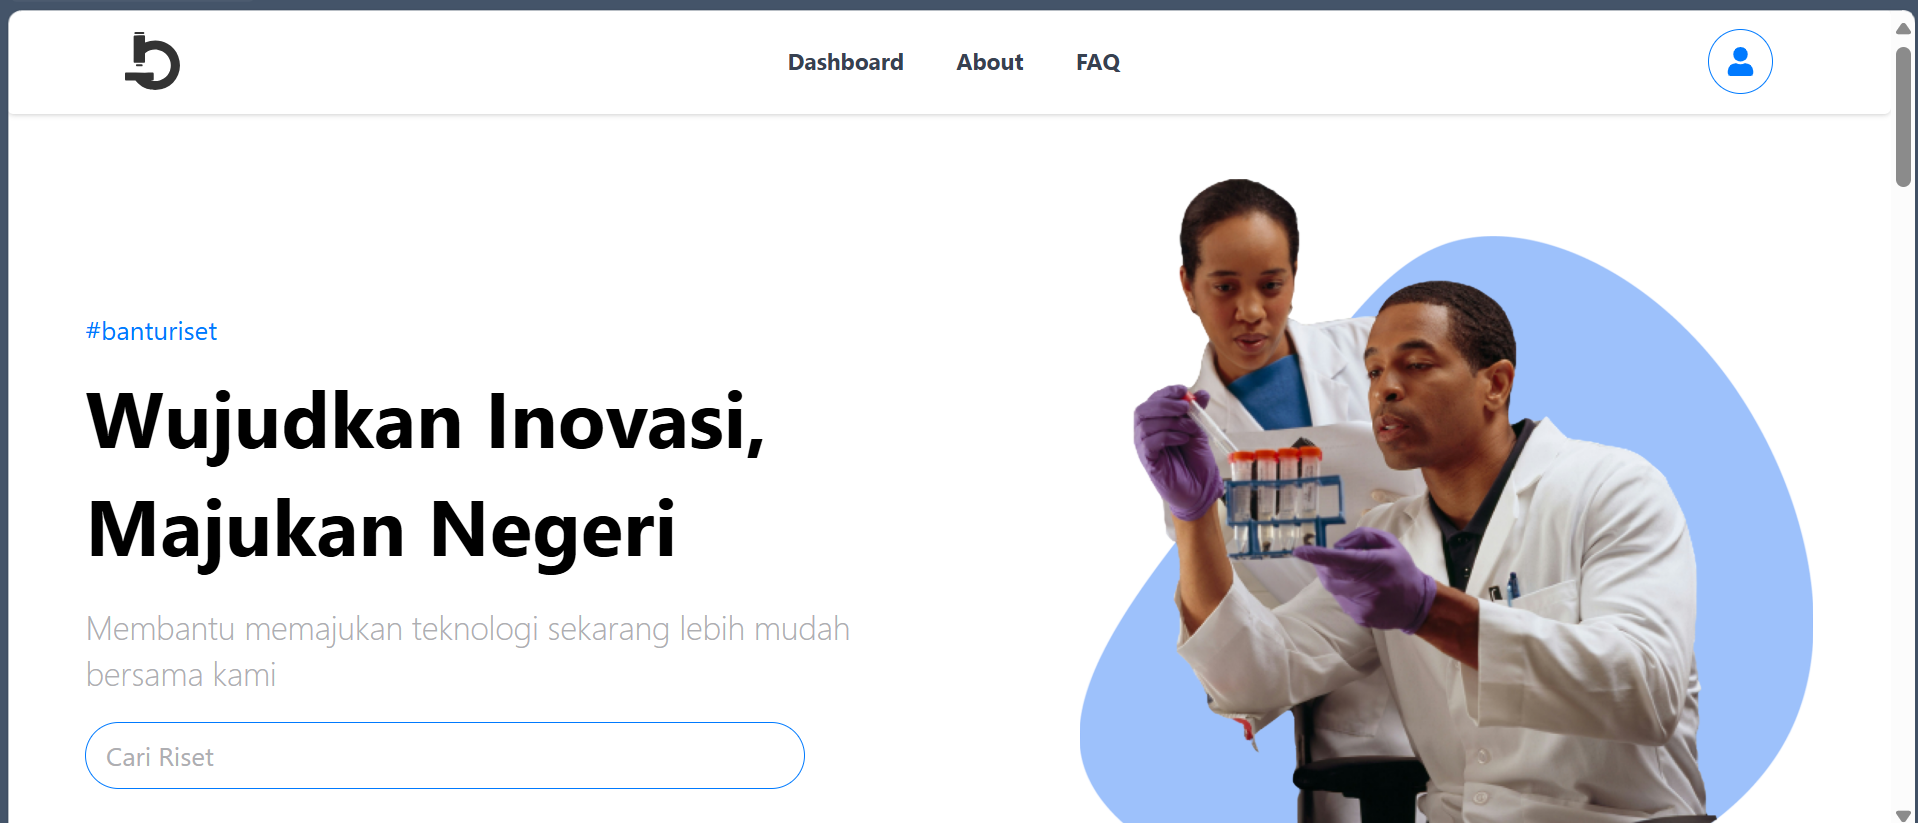 Dashboard About FAQ
#banturiset
Wujudkan Inovasi,
Majukan Negeri
Membantu memajukan teknologi sekarang lebih mudah
bersama kami
Cari Riset